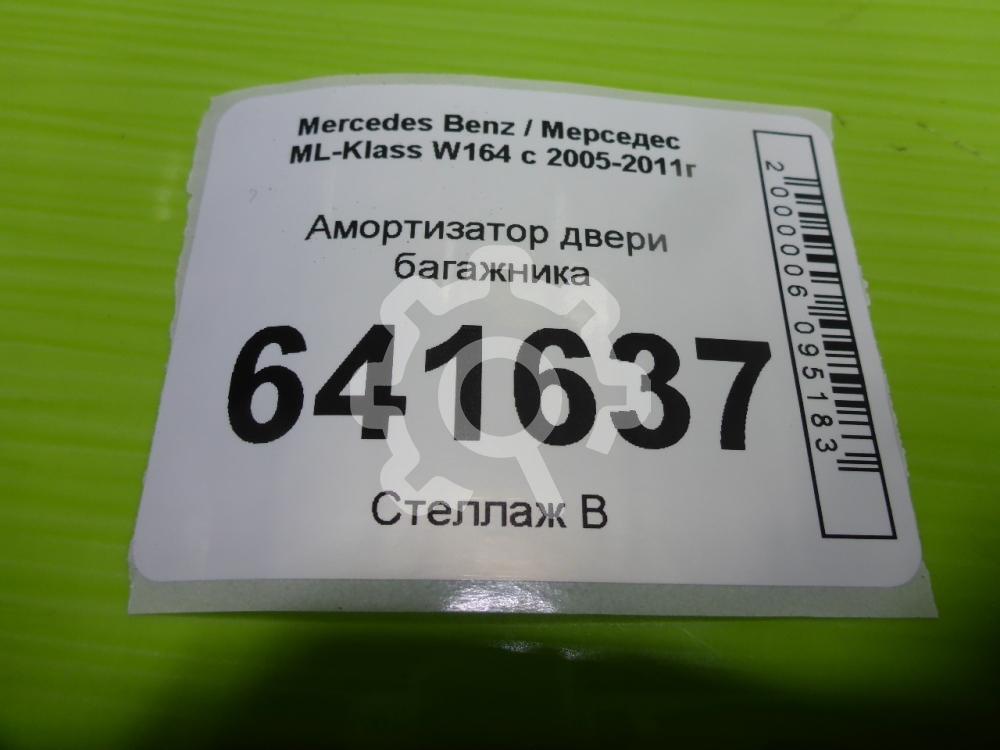 Mercedes Benz / Мерседес
ML-Klass W164 с 2005-2011г
Амортизатор двери
багажника
641637
Стеллаж В
2000006095183